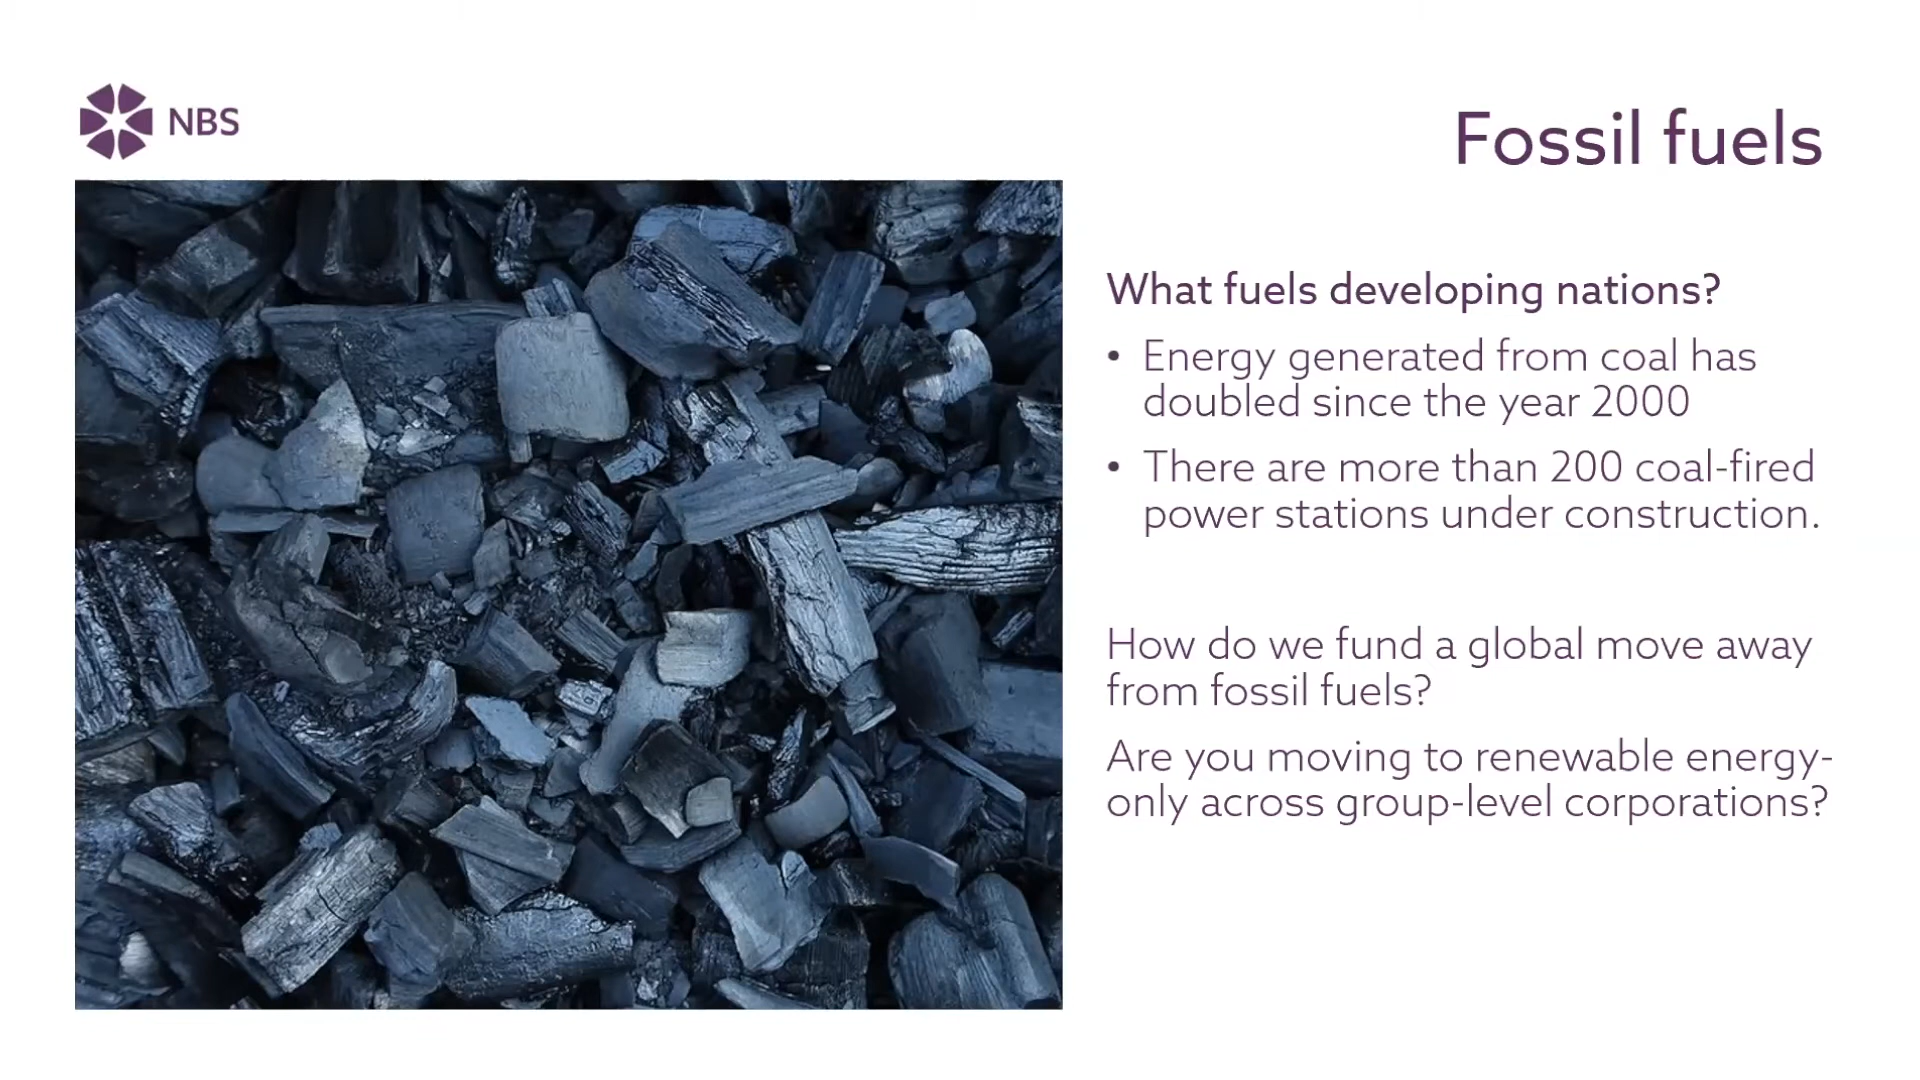 NBS
Fossil fuels
What fuels developing nations?
• Energy generated from coal has
doubled since the year 2000
• There are more than 200 coal-fired
power stations under construction.
How do we fund a global move away
from fossil fuels?
Are you moving to renewable energy-
only across group-level corporations?